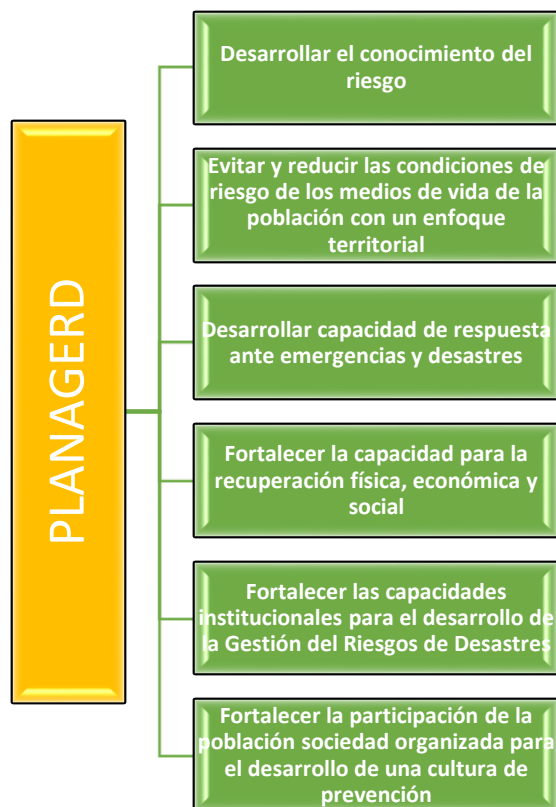 PLANAGERD
Desarrollar el conocimiento del
riesgo
Evitar y reducir las condiciones de
riesgo de los medios de vida de la
población con un enfoque
territorial
Desarrollar capacidad de respuesta
ante emergencias y desastres
Fortalecer la capacidad para la
recuperación física, económica y
social
Fortalecer las capacidades
institucionales para el desarrollo de
la Gestión del Riesgos de Desastres
Fortalecer la participación de la
población sociedad organizada para
el desarrollo de una cultura de
prevención